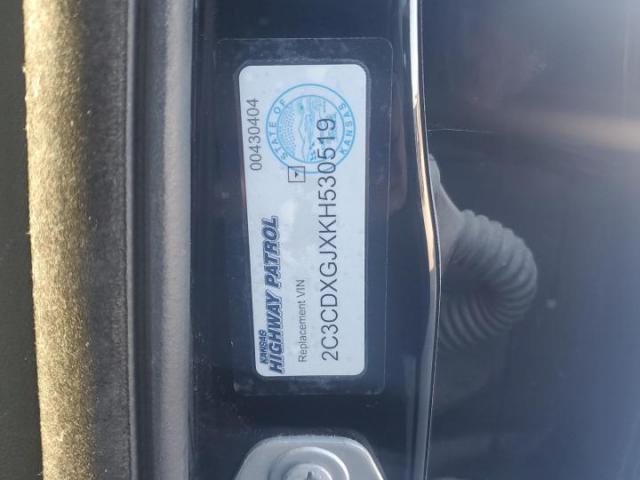 00430404
STATE OF KANSAS
KANSAS
HIGHWAY PATROL
Replacement VIN
2C3CDXGJXKH530519